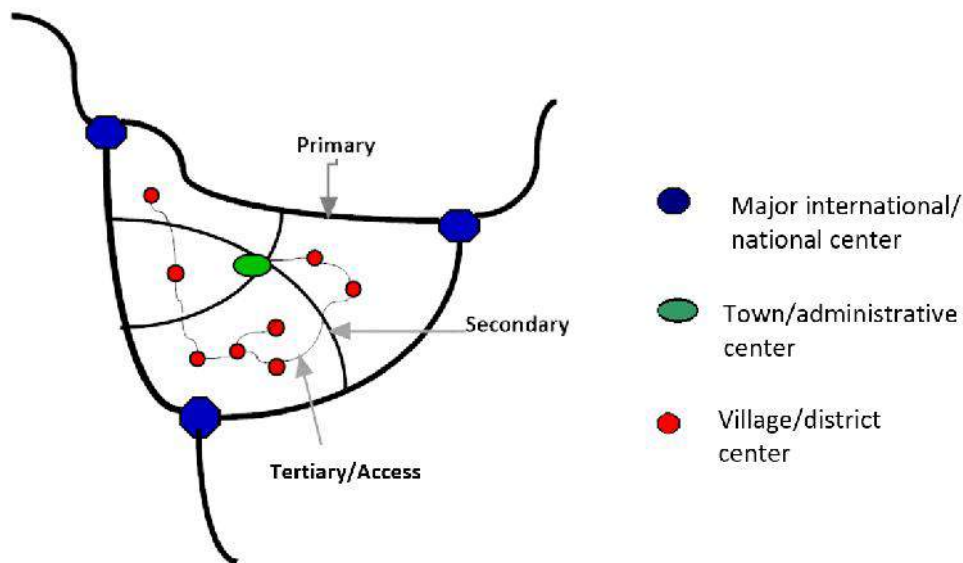 Primary
Secondary
Tertiary/Access
Major international/
national center
Town/administrative
center
Village/district
center